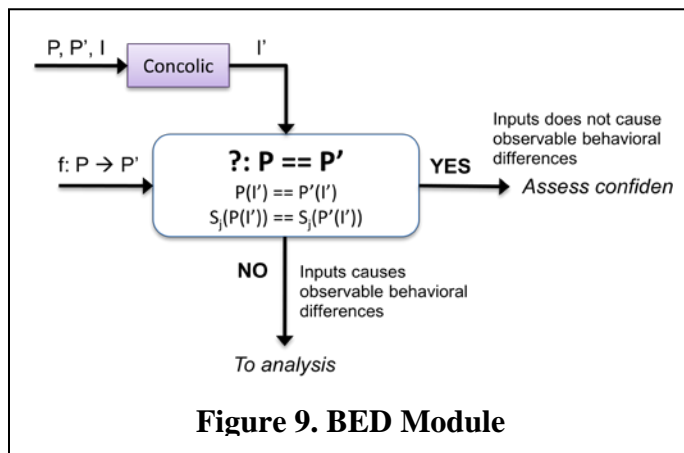 P, P’, I
Concolic
I’
f: P → P’
?: P == P’
P(I’) == P’(I’)
Sj(P(I’)) == Sj(P’(I’))
YES
Inputs does not cause
observable behavioral
differences
Assess confiden
NO
Inputs causes
observable behavioral
differences
To analysis
Figure 9. BED Module